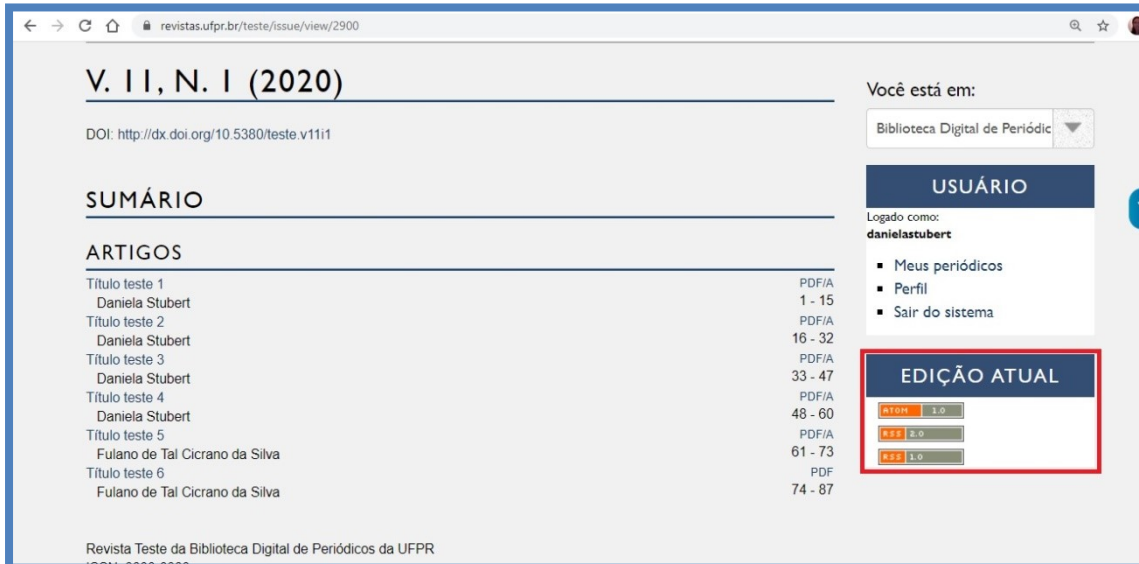 revistas.ufpr.br/teste/issue/view/2900
V. 11, N. 1 (2020)
DOI: http://dx.doi.org/10.5380/teste.v11i1
SUMÁRIO
ARTIGOS
Título teste 1 PDF/A
Daniela Stubert 1 - 15
Título teste 2 PDF/A
Daniela Stubert 16 - 32
Título teste 3 PDF/A
Daniela Stubert 33 - 47
Título teste 4 PDF/A
Daniela Stubert 48 - 60
Título teste 5 PDF/A
Fulano de Tal Cicrano da Silva 61 - 73
Título teste 6 PDF
Fulano de Tal Cicrano da Silva 74 - 87
Revista Teste da Biblioteca Digital de Periódicos da UFPR
Você está em:
Biblioteca Digital de Periódic
USUÁRIO
Logado como:
danielastubert
Meus periódicos
Perfil
Sair do sistema
EDIÇÃO ATUAL
ATOM 1.0
RSS 2.0
RSS 1.0